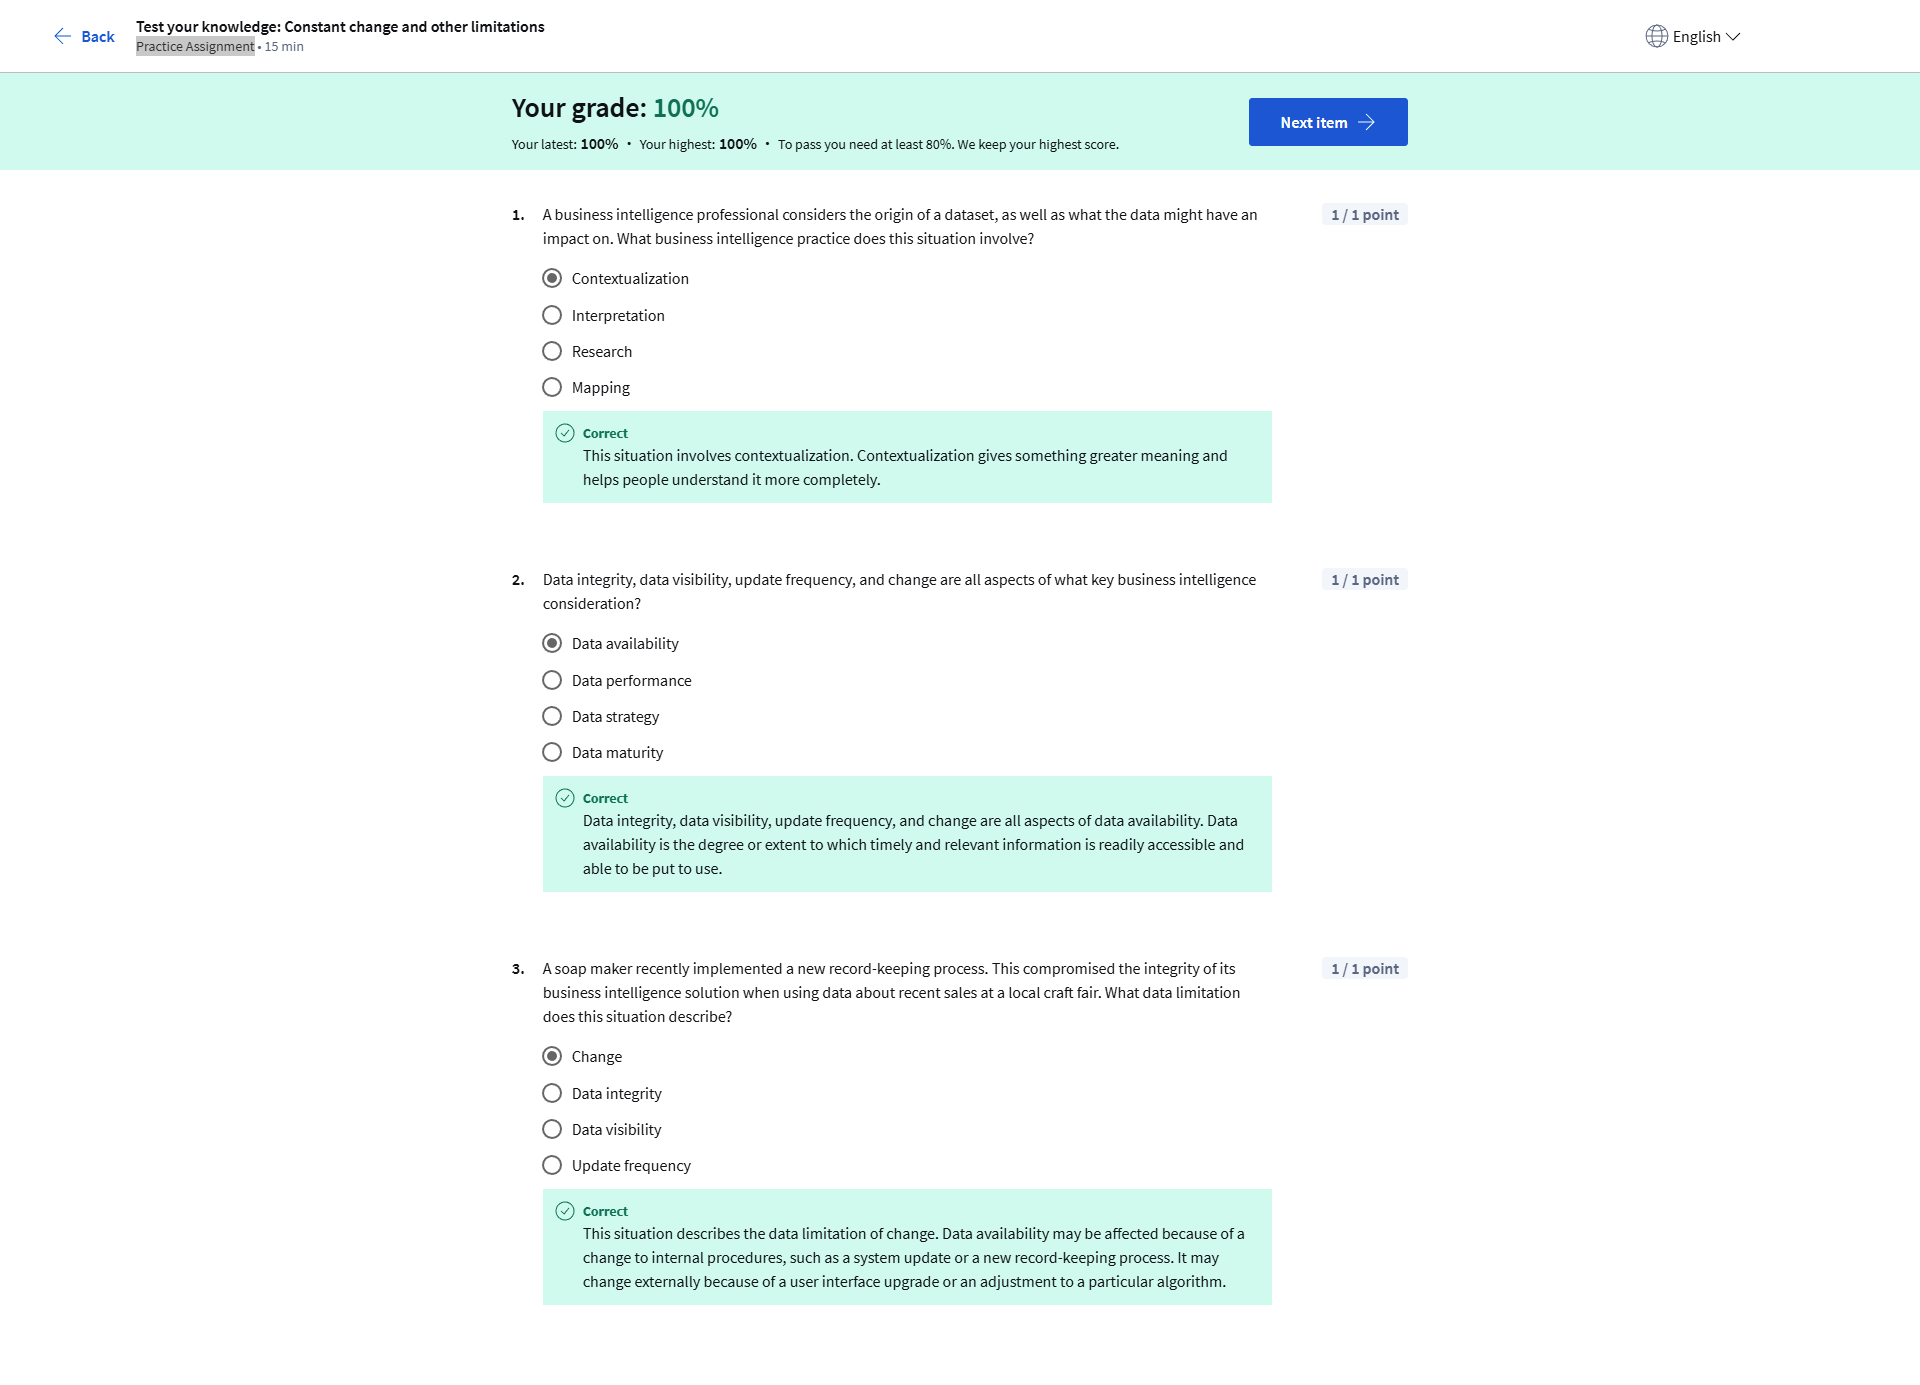 Back
Test your knowledge: Constant change and other limitations
Practice Assignment • 15 min
English
Your grade: 100%
Your latest: 100% • Your highest: 100% • To pass you need at least 80%. We keep your highest score.
Next item
1. A business intelligence professional considers the origin of a dataset, as well as what the data might have an
impact on. What business intelligence practice does this situation involve?
1 / 1 point
Contextualization
Interpretation
Research
Mapping
Correct
This situation involves contextualization. Contextualization gives something greater meaning and
helps people understand it more completely.
2. Data integrity, data visibility, update frequency, and change are all aspects of what key business intelligence
consideration?
1 / 1 point
Data availability
Data performance
Data strategy
Data maturity
Correct
Data integrity, data visibility, update frequency, and change are all aspects of data availability. Data
availability is the degree or extent to which timely and relevant information is readily accessible and
able to be put to use.
3. A soap maker recently implemented a new record-keeping process. This compromised the integrity of its
business intelligence solution when using data about recent sales at a local craft fair. What data limitation
does this situation describe?
1 / 1 point
Change
Data integrity
Data visibility
Update frequency
Correct
This situation describes the data limitation of change. Data availability may be affected because of a
change to internal procedures, such as a system update or a new record-keeping process. It may
change externally because of a user interface upgrade or an adjustment to a particular algorithm.